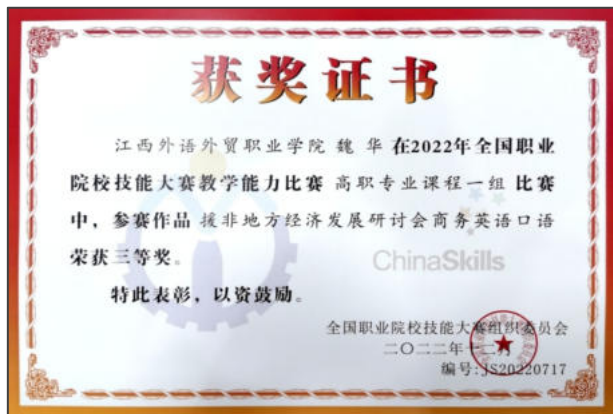 获奖证书
江西外语外贸职业学院 魏 华 在2022年全国职业
院校技能大赛教学能力比赛 高职专业课程一组 比赛
中，参赛作品 援非地方经济发展研讨会商务英语口语
荣获三等奖。
ChinaSkills
特此表彰，以资鼓励。
全国职业院校技能大赛组织委员会
二〇二二年十二月
编号:JS20220717